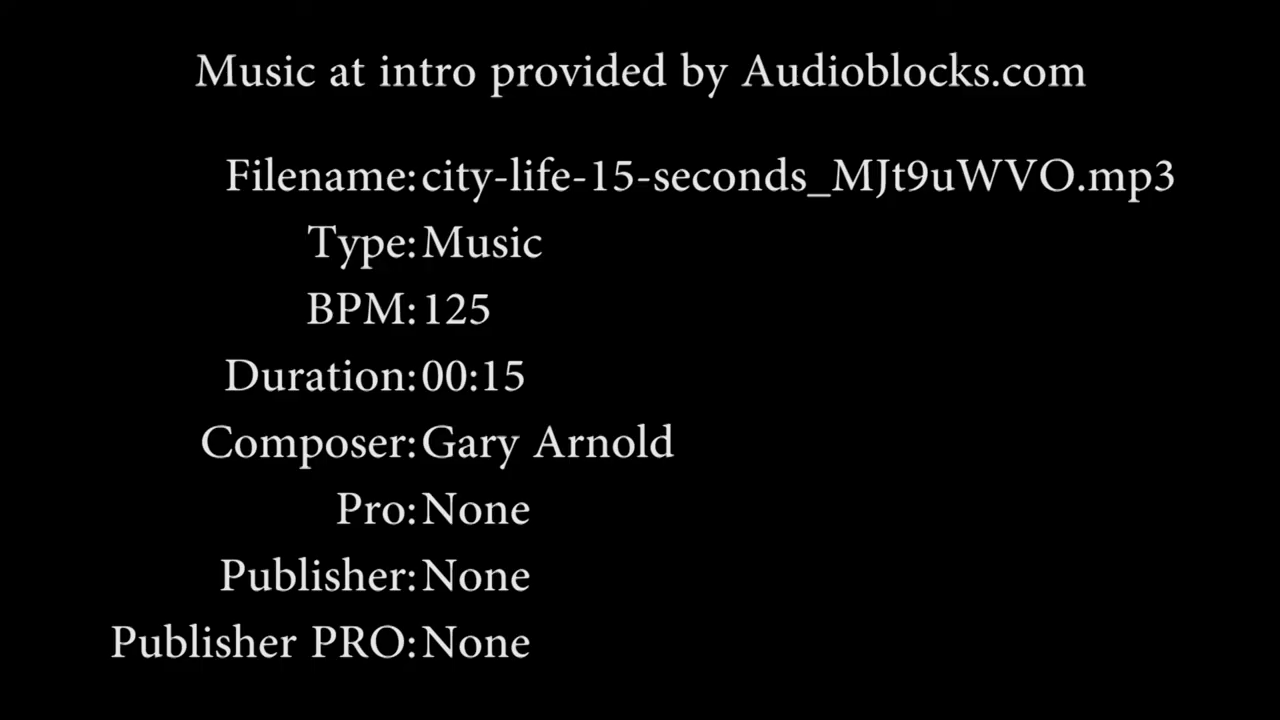 Music at intro provided by Audioblocks.com
Filename: city-life-15-seconds_MJt9uWVO.mp3
Type: Music
BPM: 125
Duration: 00:15
Composer: Gary Arnold
Pro: None
Publisher: None
Publisher PRO: None